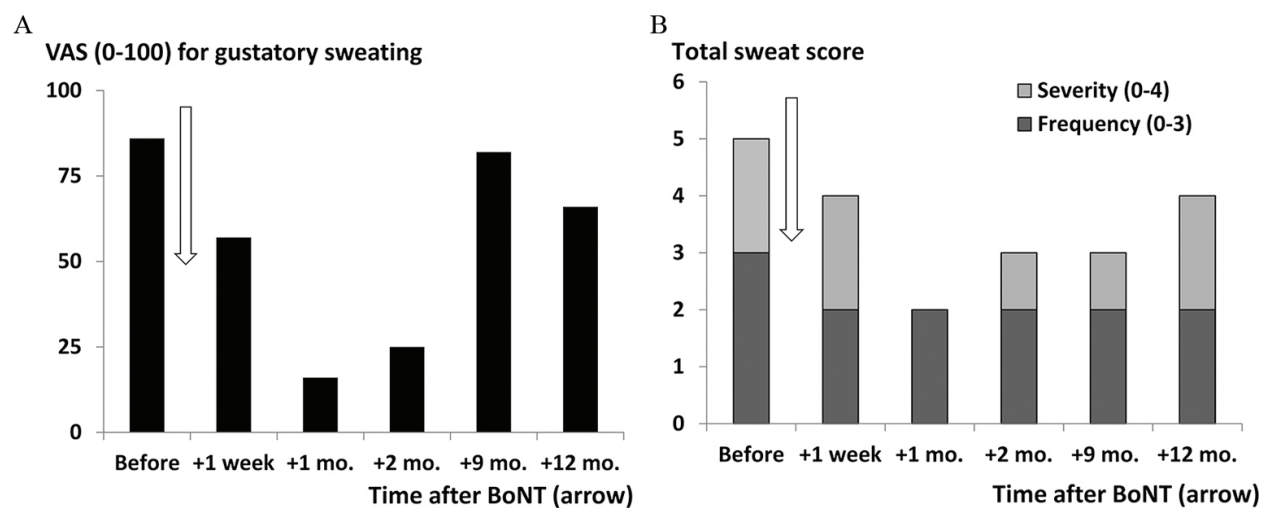 A
VAS (0-100) for gustatory sweating
100
75
50
25
0
Before +1 week +1 mo. +2 mo. +9 mo. +12 mo.
Time after BoNT (arrow)
B
Total sweat score
6
5
4
3
2
1
0
Severity (0-4)
Frequency (0-3)
Before +1 week +1 mo. +2 mo. +9 mo. +12 mo.
Time after BoNT (arrow)